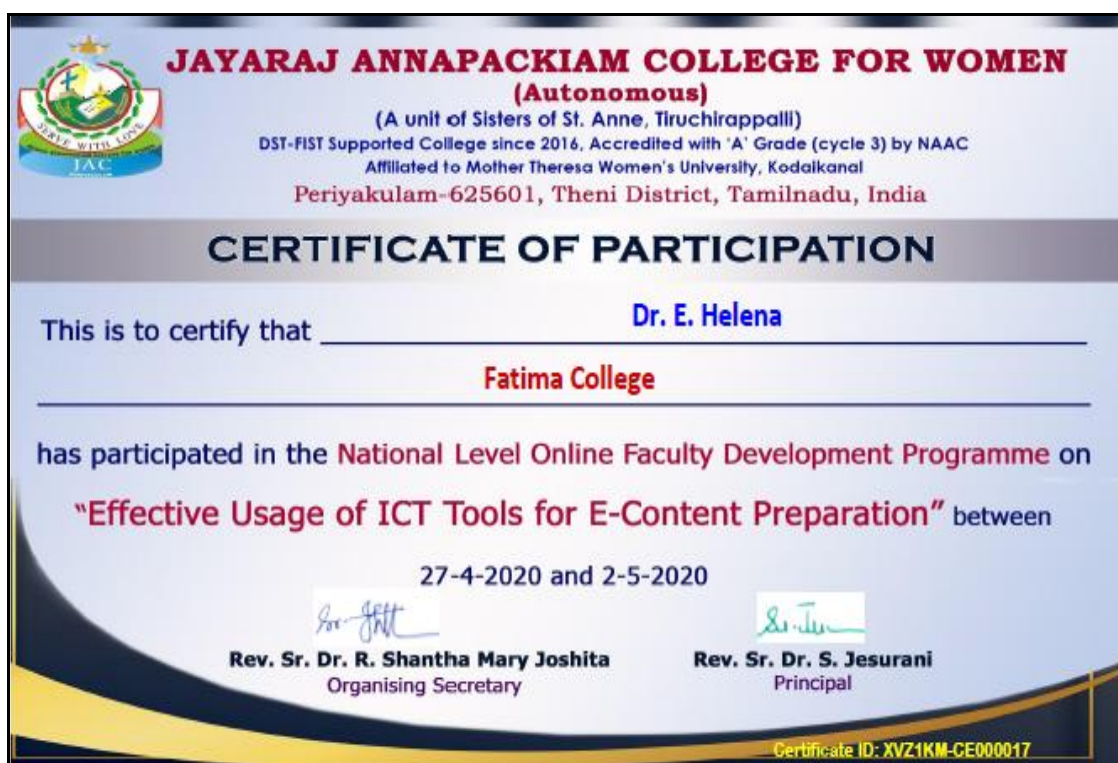 JAYARAJ ANNAPACKIAM COLLEGE FOR WOMEN
(Autonomous)
(A unit of Sisters of St. Anne, Tiruchirappalli)
DST-FIST Supported College since 2016, Accredited with 'A' Grade (cycle 3) by NAAC
Affiliated to Mother Theresa Women's University, Kodaikanal
Periyakulam-625601, Theni District, Tamilnadu, India
SERVE WITH LOVE
JAC
CERTIFICATE OF PARTICIPATION
This is to certify that Dr. E. Helena
Fatima College
has participated in the National Level Online Faculty Development Programme on
"Effective Usage of ICT Tools for E-Content Preparation" between
27-4-2020 and 2-5-2020
Rev. Sr. Dr. R. Shantha Mary Joshita Rev. Sr. Dr. S. Jesurani
Organising Secretary Principal
Certificate ID: XVZ1KM-CE000017